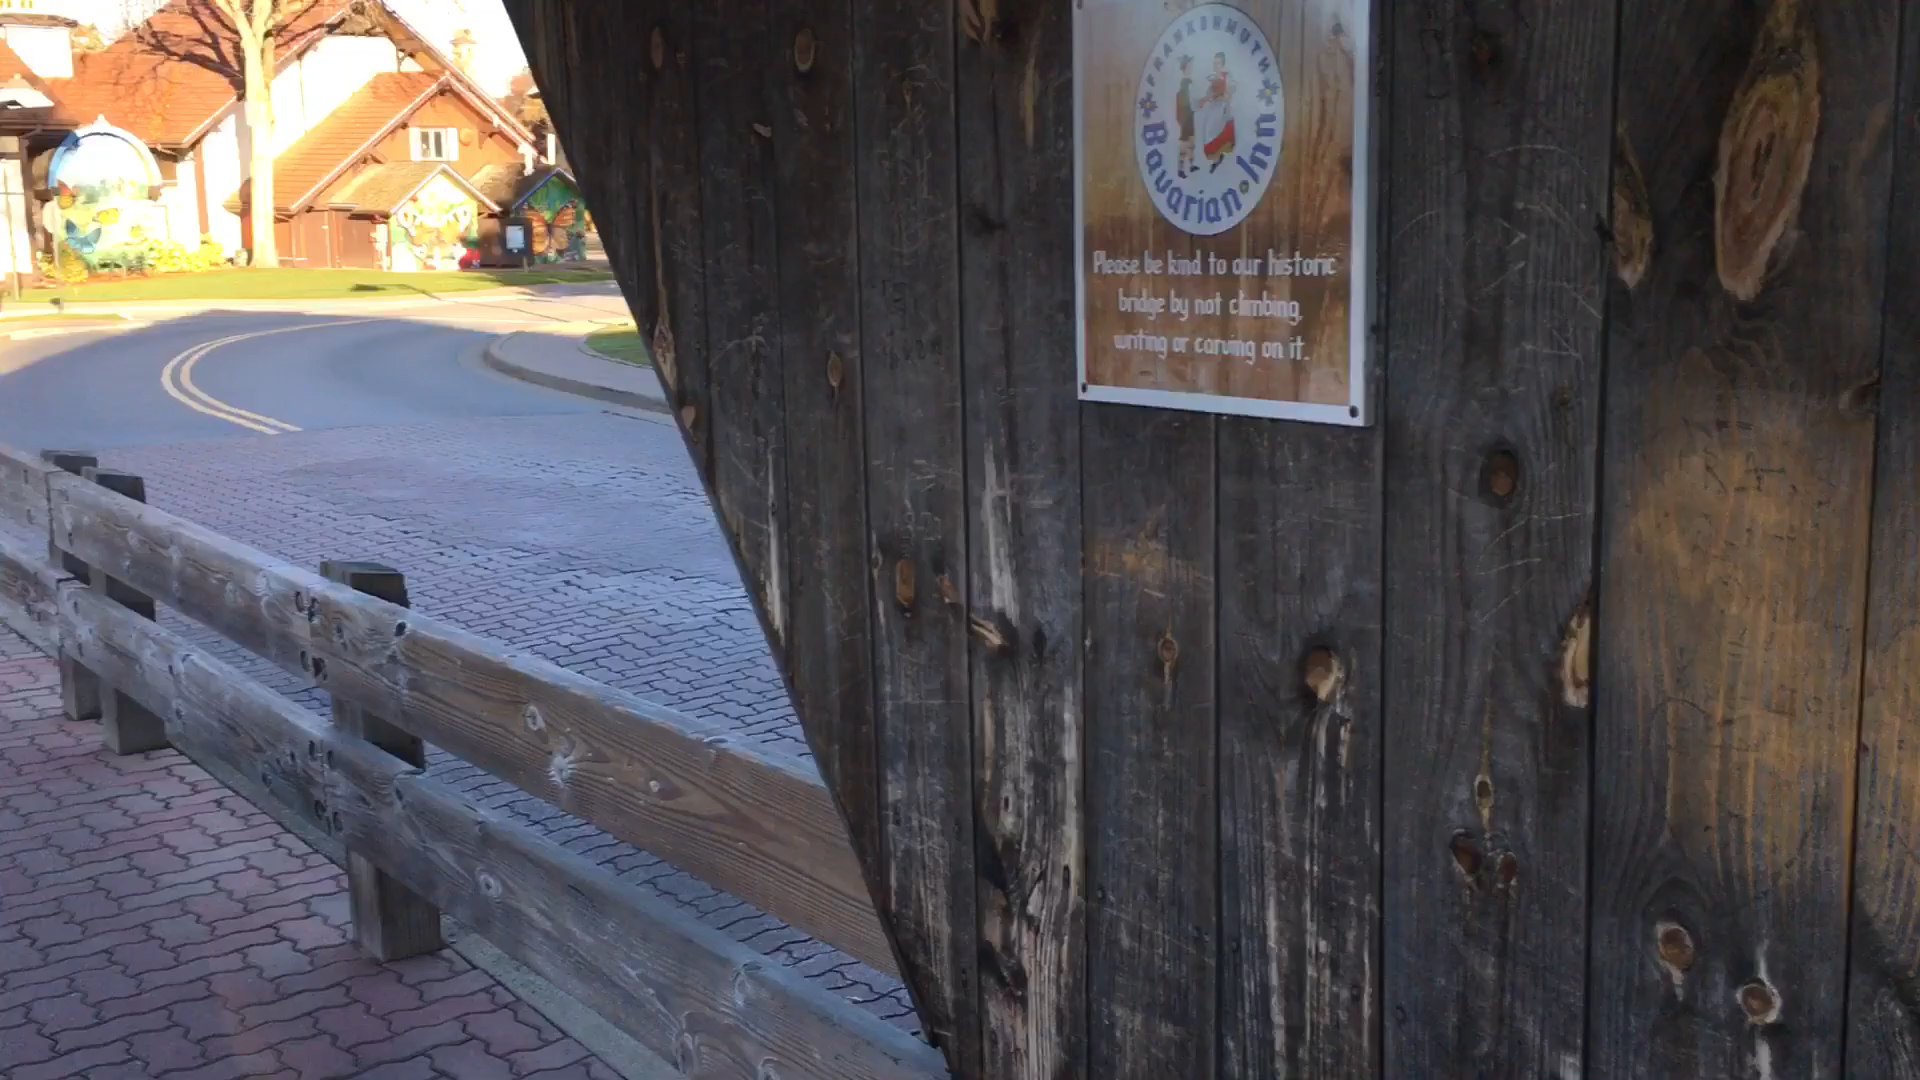 FRANKENMUTH
Bavarian Inn
Please be kind to our historic
bridge by not climbing,
writing or carving on it.